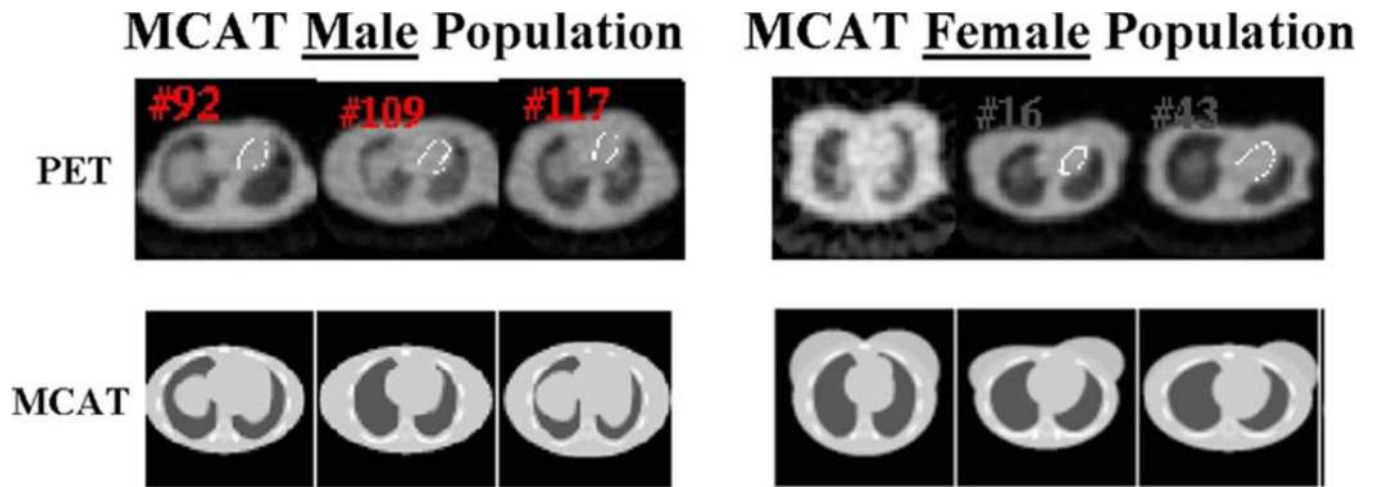 MCAT Male Population
MCAT Female Population
#92
#109
#117
#16
#43
PET
MCAT